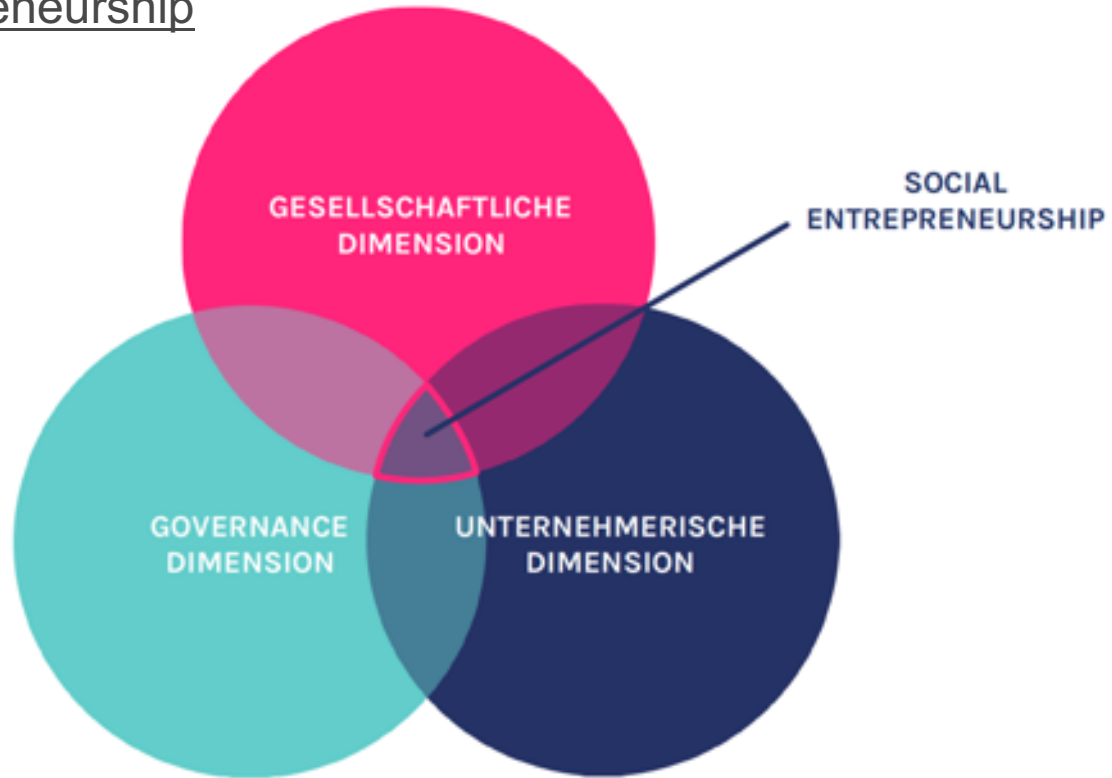 eneurship
GESELLSCHAFTLICHE
DIMENSION
SOCIAL
ENTREPRENEURSHIP
GOVERNANCE
DIMENSION
UNTERNEHMERISCHE
DIMENSION